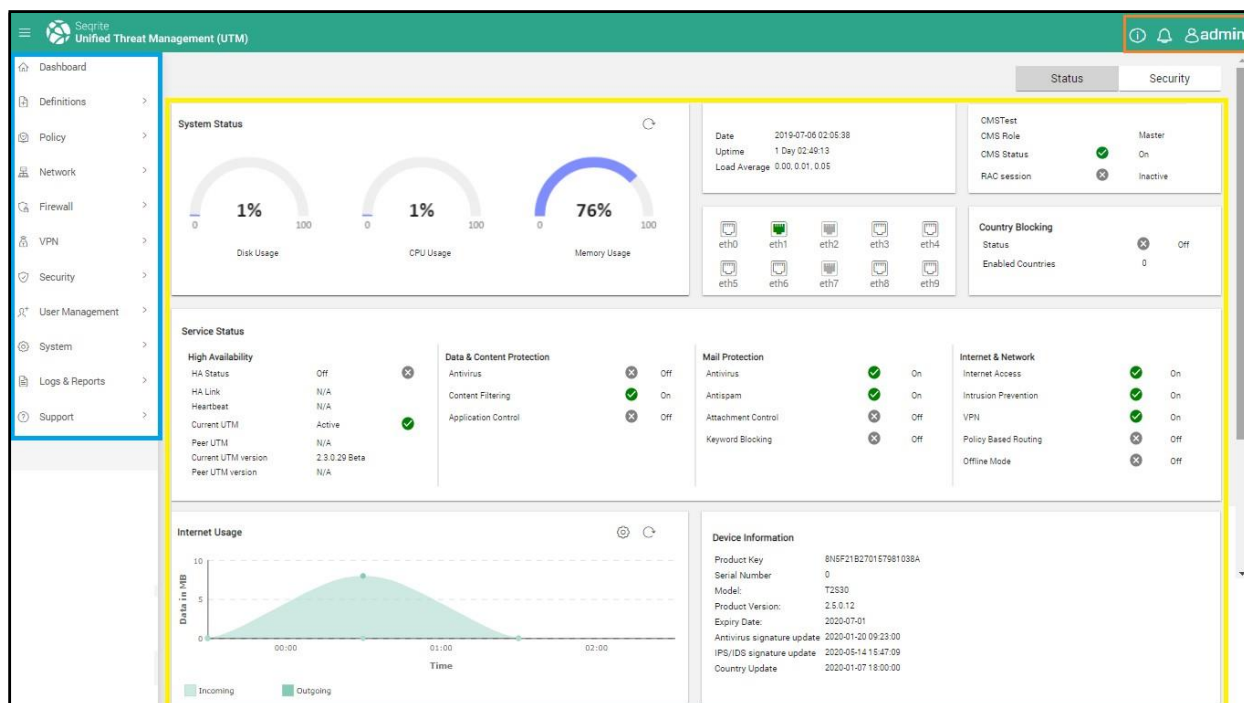 Seqrite
Unified Threat Management (UTM)
admin
Dashboard
Definitions
Policy
Network
Firewall
VPN
Security
User Management
System
Logs & Reports
Support
Status Security
System Status
1%
0 100
Disk Usage
1%
0 100
CPU Usage
76%
0 100
Memory Usage
Date 2019-07-06 02:05:38
Uptime 1 Day 02:49:13
Load Average 0.00, 0.01, 0.05
CMSTest
CMS Role Master
CMS Status On
RAC session Inactive
eth0 eth1 eth2 eth3 eth4
eth5 eth6 eth7 eth8 eth9
Country Blocking
Status Off
Enabled Countries 0
Service Status
High Availability
HA Status Off
HA Link N/A
Heartbeat N/A
Current UTM Active
Peer UTM N/A
Current UTM version 2.3.0.29 Beta
Peer UTM version N/A
Data & Content Protection
Antivirus Off
Content Filtering On
Application Control Off
Mail Protection
Antivirus On
Antispam On
Attachment Control Off
Keyword Blocking Off
Internet & Network
Internet Access On
Intrusion Prevention On
VPN On
Policy Based Routing Off
Offline Mode Off
Internet Usage
Data in MB
10
5
0
00:00 01:00 02:00
Time
Incoming Outgoing
Device Information
Product Key 8N5F21B270157981038A
Serial Number 0
Model: T2S30
Product Version: 2.5.0.12
Expiry Date: 2020-07-01
Antivirus signature update 2020-01-20 09:23:00
IPS/IDS signature update 2020-05-14 15:47:09
Country Update 2020-01-07 18:00:00